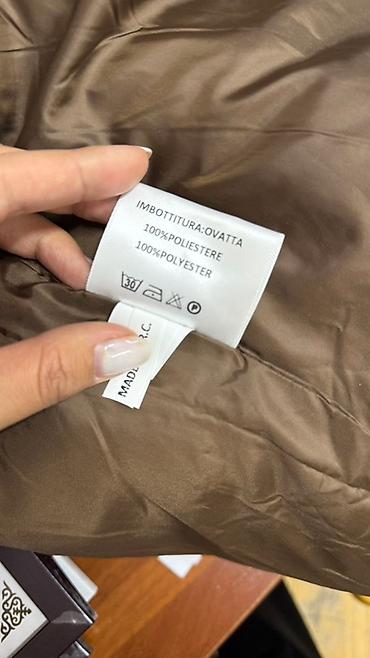 IMBOTTITURA:OVATTA
100%POLIESTERE
100%POLYESTER
30 P
MADE R.C.